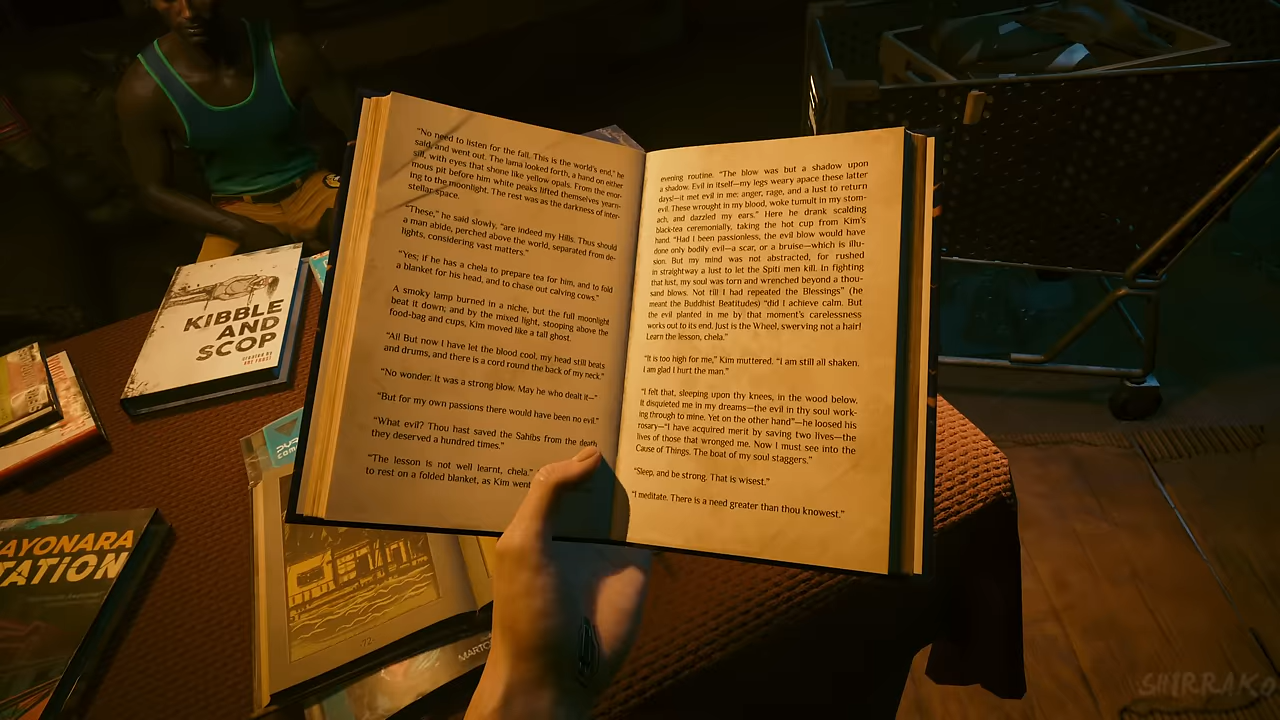 "No need to listen for the fall. This is the world's end," he
said, and went out. The lama looked forth, a hand on either
sill, with eyes that shone like yellow opals. From the enor-
mous pit before him white peaks lifted themselves yearn-
ing to the moonlight. The rest was as the darkness of inter-
stellar space.
"These," he said slowly, "are indeed my Hills. Thus should
a man abide, perched above the world, separated from de-
lights, considering vast matters."
"Yes; if he has a chela to prepare tea for him, and to fold
a blanket for his head, and to chase out calving cows."
A smoky lamp burned in a niche, but the full moonlight
beat it down; and by the mixed light, stooping above the
food-bag and cups, Kim moved like a tall ghost.
"Ai! But now I have let the blood cool, my head still beats
and drums, and there is a cord round the back of my neck."
"No wonder. It was a strong blow. May he who dealt it—"
"But for my own passions there would have been no evil."
"What evil? Thou hast saved the Sahibs from the death
they deserved a hundred times."
"The lesson is not well learnt, chela."
to rest on a folded blanket, as Kim went
evening routine. "The blow was but a shadow upon
a shadow. Evil in itself—my legs weary apace these latter
days!—it met evil in me: anger, rage, and a lust to return
evil. These wrought in my blood, woke tumult in my stom-
ach, and dazzled my ears." Here he drank scalding
black-tea ceremonially, taking the hot cup from Kim's
hand. "Had I been passionless, the evil blow would have
done only bodily evil—a scar, or a bruise—which is illu-
sion. But my mind was not abstracted, for rushed
in straightway a lust to let the Spiti men kill. In fighting
that lust, my soul was torn and wrenched beyond a thou-
sand blows. Not till I had repeated the Blessings" (he
meant the Buddhist Beatitudes) "did I achieve calm. But
the evil planted in me by that moment's carelessness
works out to its end. Just is the Wheel, swerving not a hair!
Learn the lesson, chela."
"It is too high for me," Kim muttered. "I am still all shaken.
I am glad I hurt the man."
"I felt that, sleeping upon thy knees, in the wood below.
It disquieted me in my dreams—the evil in thy soul work-
ing through to mine. Yet on the other hand"—he loosed his
rosary—"I have acquired merit by saving two lives—the
lives of those that wronged me. Now I must see into the
Cause of Things. The boat of my soul staggers."
"Sleep, and be strong. That is wisest."
"I meditate. There is a need greater than thou knowest."
KIBBLE
AND
SCOP
CREATED BY
AYONARA
TATION
72
MARTO
SHIRRAKO